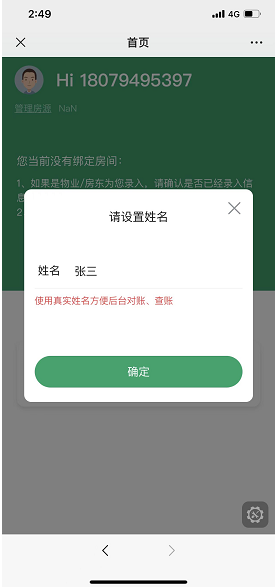 2:49
4G
首页
Hi 18079495397
管理房源 NaN
您当前没有绑定房间：
1、如果是物业/房东为您录入，请确认是否已经录入信
息
2
请设置姓名
姓名 张三
使用真实姓名方便后台对账、查账
确定